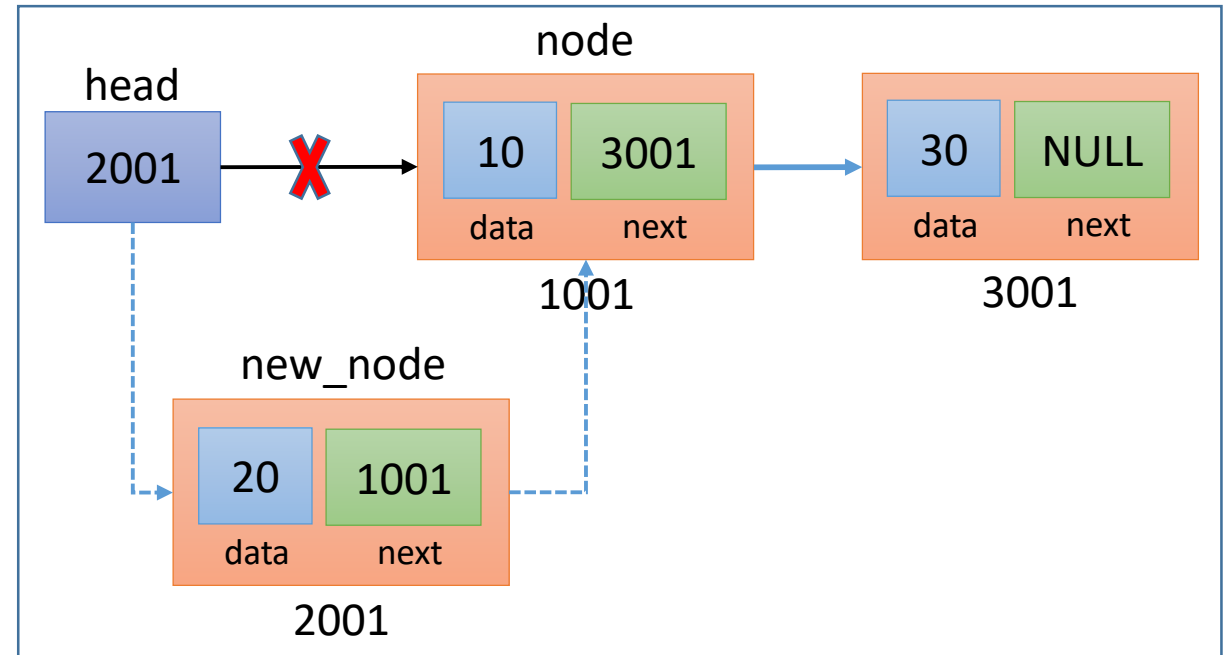 node
head
2001
10 3001
data next
1001
30 NULL
data next
3001
new_node
20 1001
data next
2001